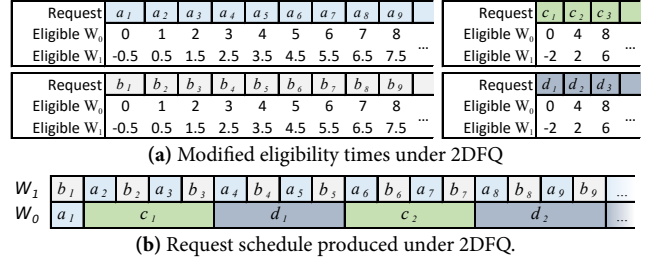 Request a1 a2 a3 a4 a5 a6 a7 a8 a9 ...
Eligible W0 0 1 2 3 4 5 6 7 8
Eligible W1 -0.5 0.5 1.5 2.5 3.5 4.5 5.5 6.5 7.5
Request c1 c2 c3 ...
Eligible W0 0 4 8
Eligible W1 -2 2 6
Request b1 b2 b3 b4 b5 b6 b7 b8 b9 ...
Eligible W0 0 1 2 3 4 5 6 7 8
Eligible W1 -0.5 0.5 1.5 2.5 3.5 4.5 5.5 6.5 7.5
Request d1 d2 d3 ...
Eligible W0 0 4 8
Eligible W1 -2 2 6
(a) Modified eligibility times under 2DFQ
W1 b1 a2 b2 a3 b3 a4 b4 a5 b5 a6 b6 a7 b7 a8 b8 a9 b9 ...
W0 a1 c1 d1 c2 d2 ...
(b) Request schedule produced under 2DFQ.